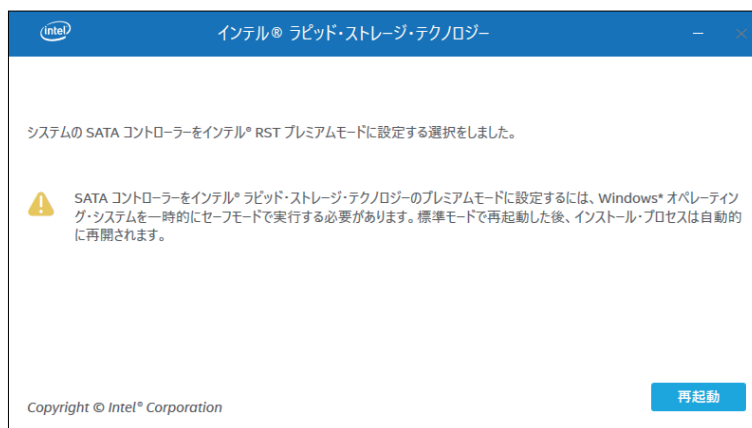 intel
インテル® ラピッド・ストレージ・テクノロジー
システムの SATA コントローラーをインテル® RST プレミアムモードに設定する選択をしました。
SATA コントローラーをインテル® ラピッド・ストレージ・テクノロジーのプレミアムモードに設定するには、Windows* オペレーティン
グ・システムを一時的にセーフモードで実行する必要があります。標準モードで再起動した後、インストール・プロセスは自動的
に再開されます。
再起動
Copyright © Intel® Corporation